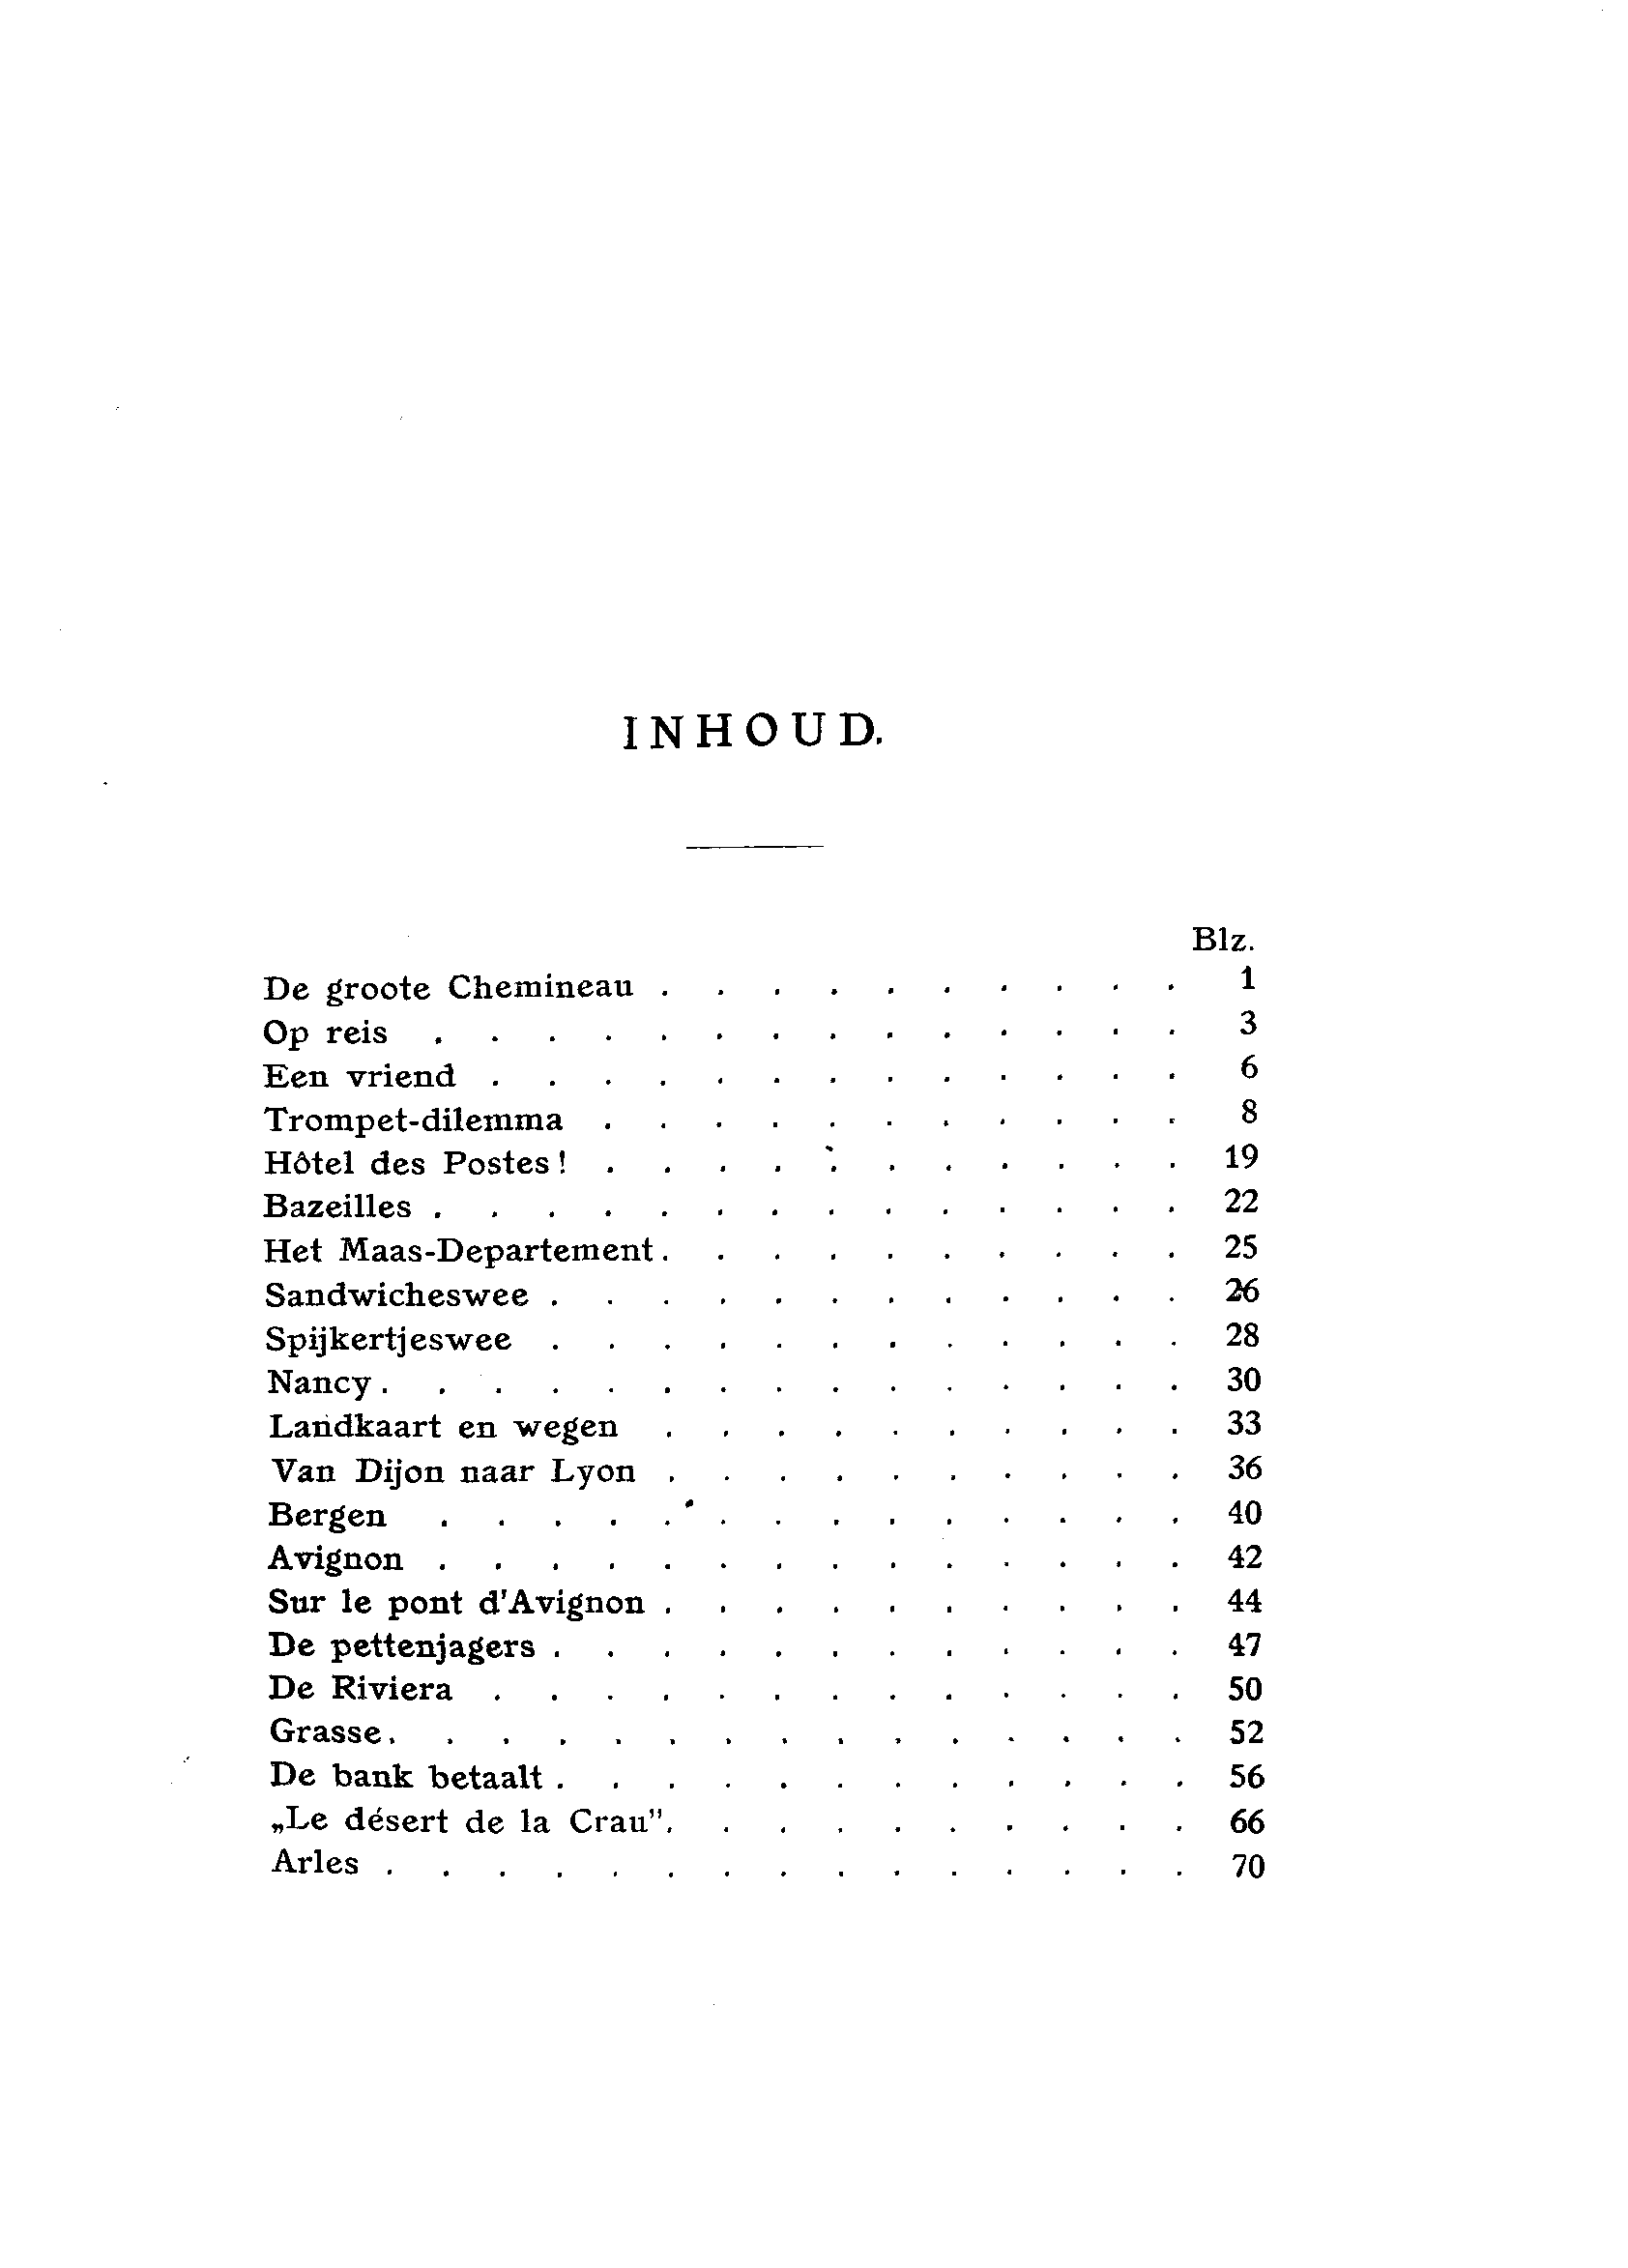 INHOUD.
Blz.
De groote Chemineau . . . . . . . . . . 1
Op reis . . . . . . . . . . . . . . 3
Een vriend . . . . . . . . . . . . . 6
Trompet-dilemma . . . . . . . . . . . 8
Hôtel des Postes! . . . . . . . . . . . 19
Bazeilles . . . . . . . . . . . . . . 22
Het Maas-Departement . . . . . . . . . . 25
Sandwicheswee . . . . . . . . . . . . 26
Spijkertjeswee . . . . . . . . . . . . 28
Nancy . . . . . . . . . . . . . . . 30
Landkaart en wegen . . . . . . . . . . 33
Van Dijon naar Lyon . . . . . . . . . . 36
Bergen . . . . . . . . . . . . . . 40
Avignon . . . . . . . . . . . . . . 42
Sur le pont d'Avignon . . . . . . . . . . 44
De pettenjagers . . . . . . . . . . . . 47
De Riviera . . . . . . . . . . . . . 50
Grasse . . . . . . . . . . . . . . . 52
De bank betaalt . . . . . . . . . . . . 56
„Le désert de la Crau" . . . . . . . . . . 66
Arles . . . . . . . . . . . . . . . 70